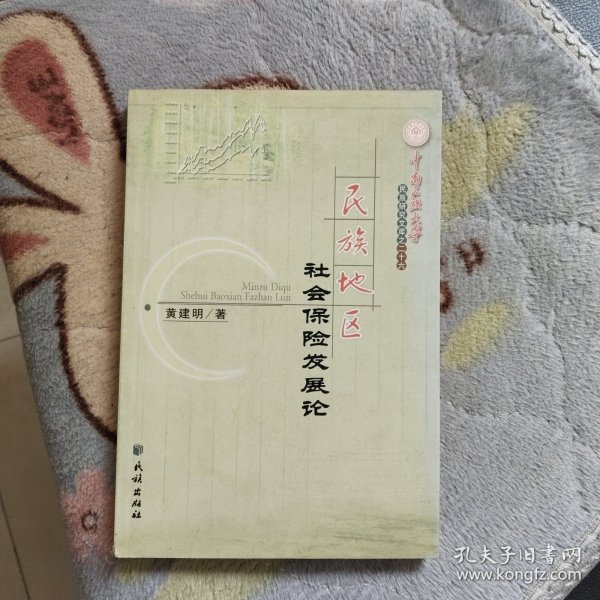 中南民族大学
民族研究文库之二十六
民族地区
社会保险发展论
Minzu Diqu
Shehui Baoxian Fazhan Lun
黄建明/著
民族出版社
孔夫子旧书网
www.kongfz.com